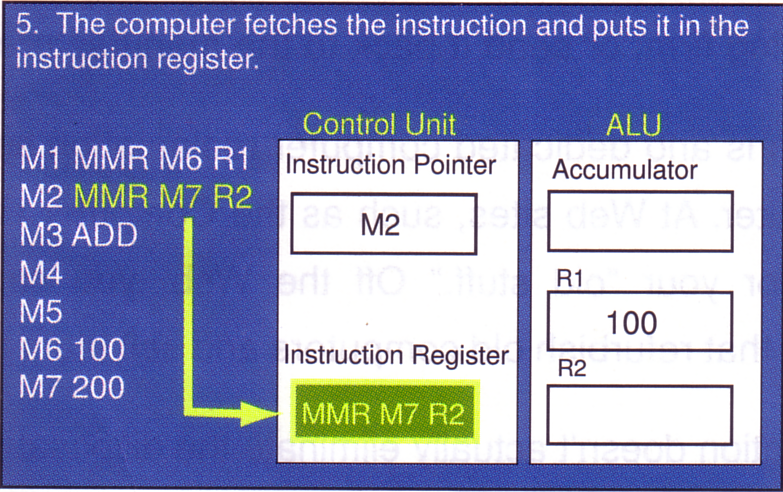 5. The computer fetches the instruction and puts it in the
instruction register.
Control Unit
ALU
M1 MMR M6 R1
M2 MMR M7 R2
M3 ADD
M4
M5
M6 100
M7 200
Instruction Pointer
M2
Instruction Register
MMR M7 R2
Accumulator
R1
100
R2